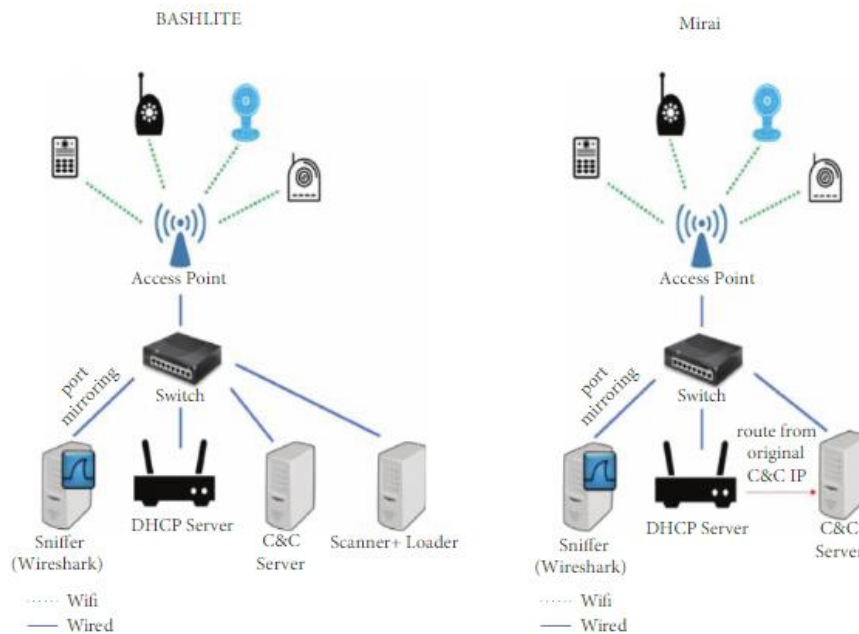 BASHLITE
Access Point
port
mirroring
Switch
DHCP Server
Sniffer
(Wireshark)
C&C
Server
Scanner+ Loader
Wifi
Wired
Mirai
Access Point
port
mirroring
Switch
route from
original
C&C IP
DHCP Server
Sniffer
(Wireshark)
C&C
Server
Wifi
Wired